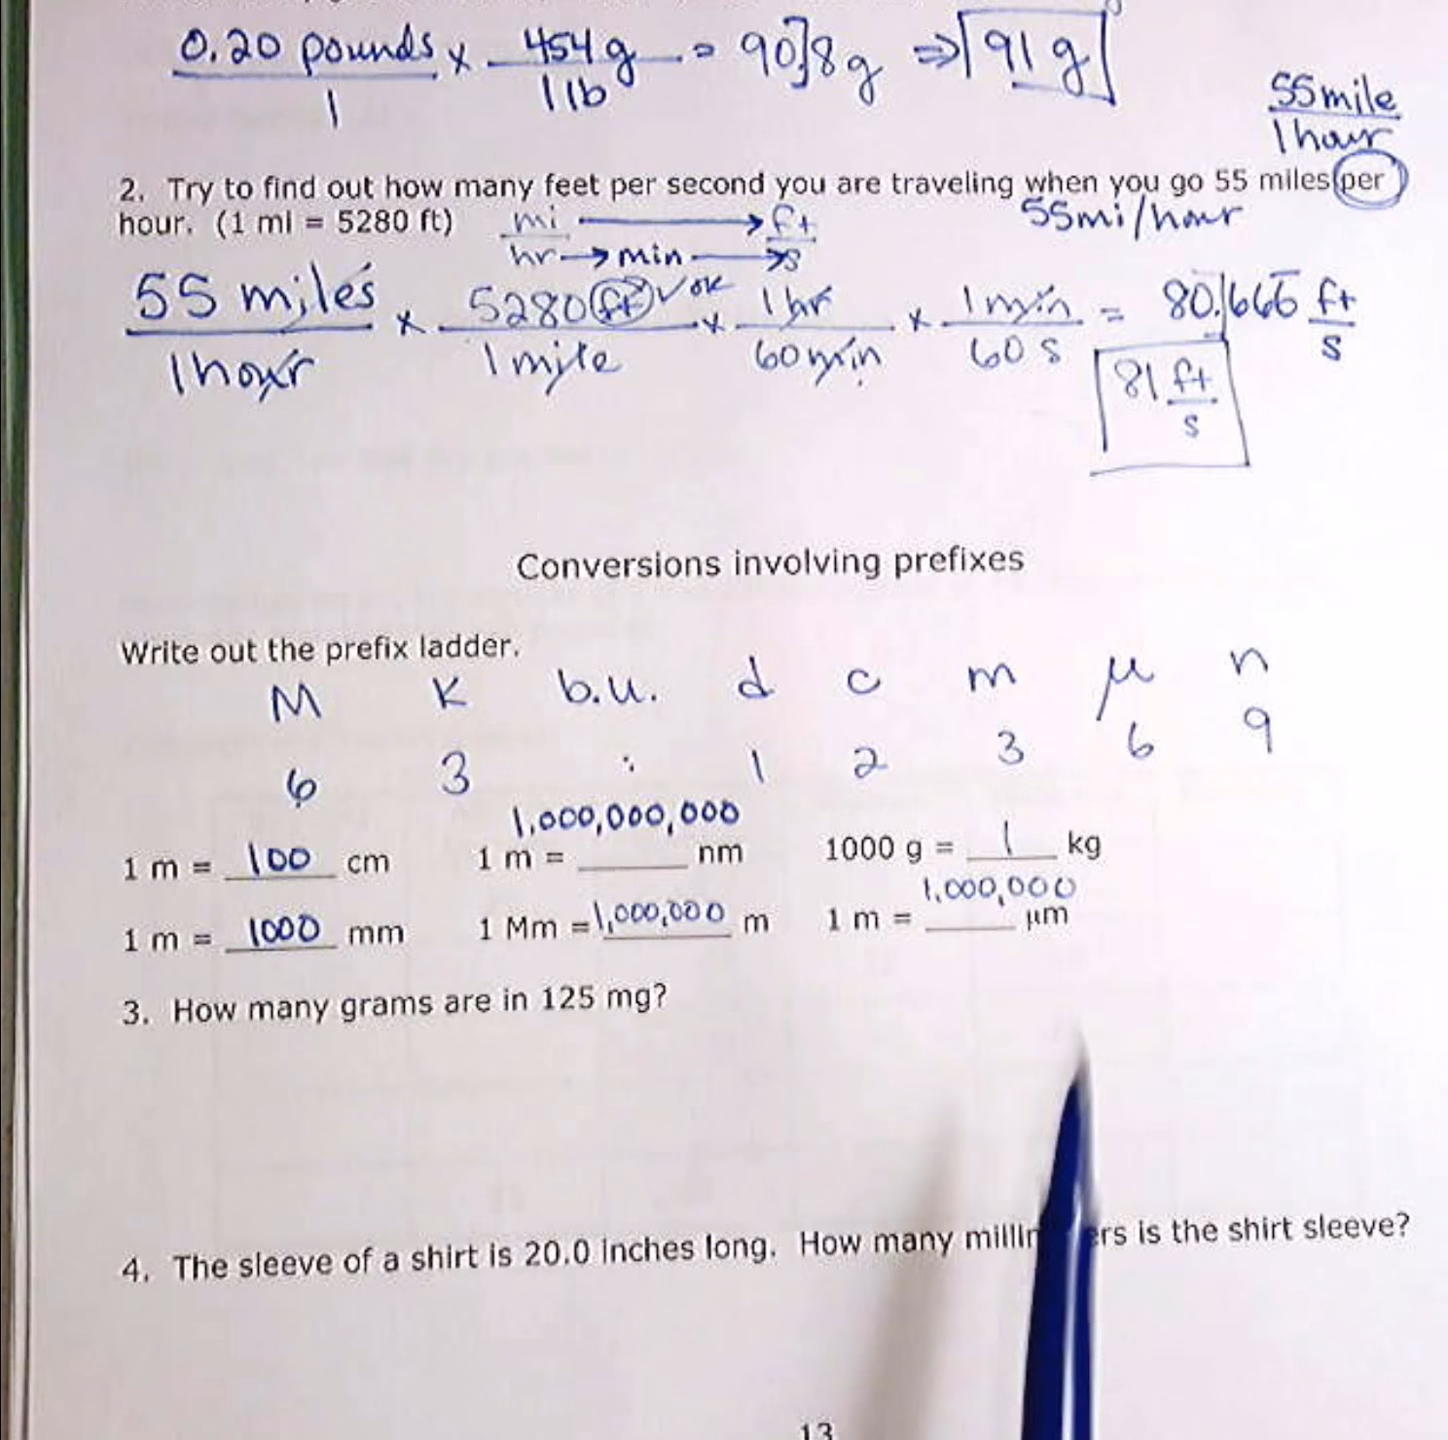 0.20 pounds/1 x 454g/1 lb = 90.8g ⇒ 91 g
55mile/1 hour
2. Try to find out how many feet per second you are traveling when you go 55 miles per
hour. (1 mi = 5280 ft) mi/hr → min → ft/s 55mi/hour
55 miles/1 hour x 5280 ft/1 mile ✓ok x 1 hr/60 min x 1 min/60 s = 80.666 ft/s
81 ft/s
Conversions involving prefixes
Write out the prefix ladder.
M K b.u. d c m μ n
6 3 : 1 2 3 6 9
1 m = 100 cm 1 m = 1,000,000,000 nm 1000 g = 1 kg
1 m = 1000 mm 1 Mm = 1,000,000 m 1 m = 1,000,000 μm
3. How many grams are in 125 mg?
4. The sleeve of a shirt is 20.0 inches long. How many is the shirt sleeve?
13